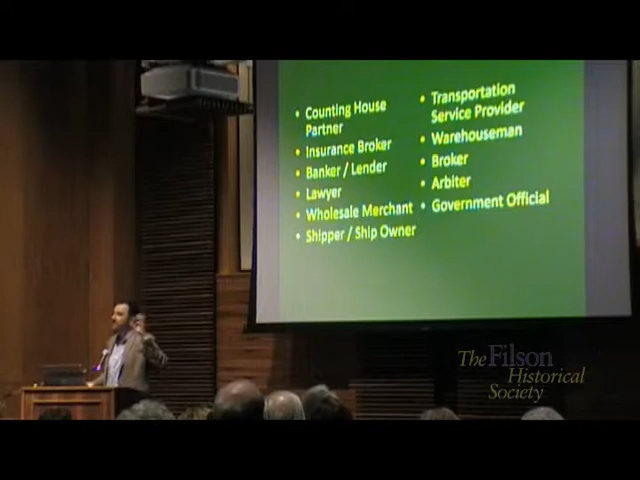 • Counting House
Partner
• Insurance Broker
• Banker / Lender
• Lawyer
• Wholesale Merchant
• Shipper / Ship Owner
• Transportation
Service Provider
• Warehouseman
• Broker
• Arbiter
• Government Official
The Filson
Historical
Society